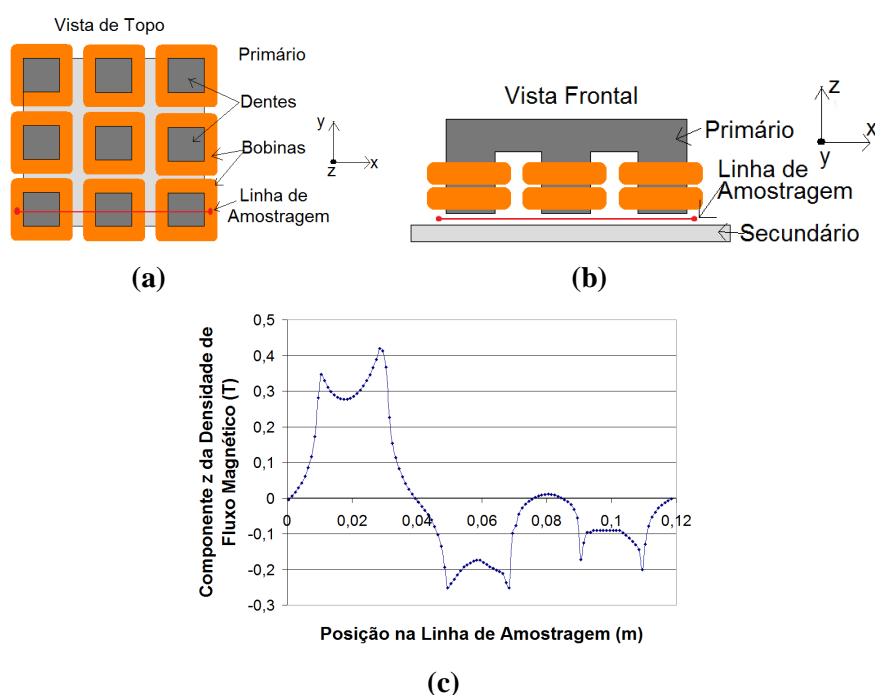 Vista de Topo
Primário
Dentes
Bobinas
Linha de
Amostragem
y
z
x
(a)
Vista Frontal
z
x
y
Primário
Linha de
Amostragem
Secundário
(b)
Componente z da Densidade de
Fluxo Magnético (T)
0,5
0,4
0,3
0,2
0,1
0
-0,1
-0,2
-0,3
0
0,02
0,04
0,06
0,08
0,1
0,12
Posição na Linha de Amostragem (m)
(c)